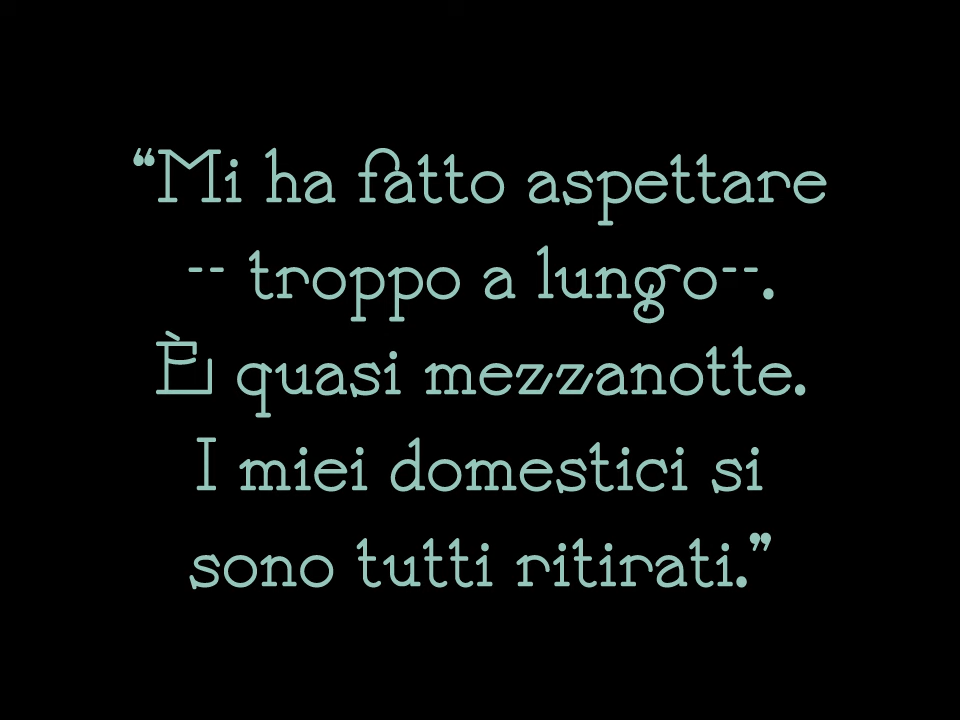 “Mi ha fatto aspettare
-- troppo a lungo--.
È quasi mezzanotte.
I miei domestici si
sono tutti ritirati.”